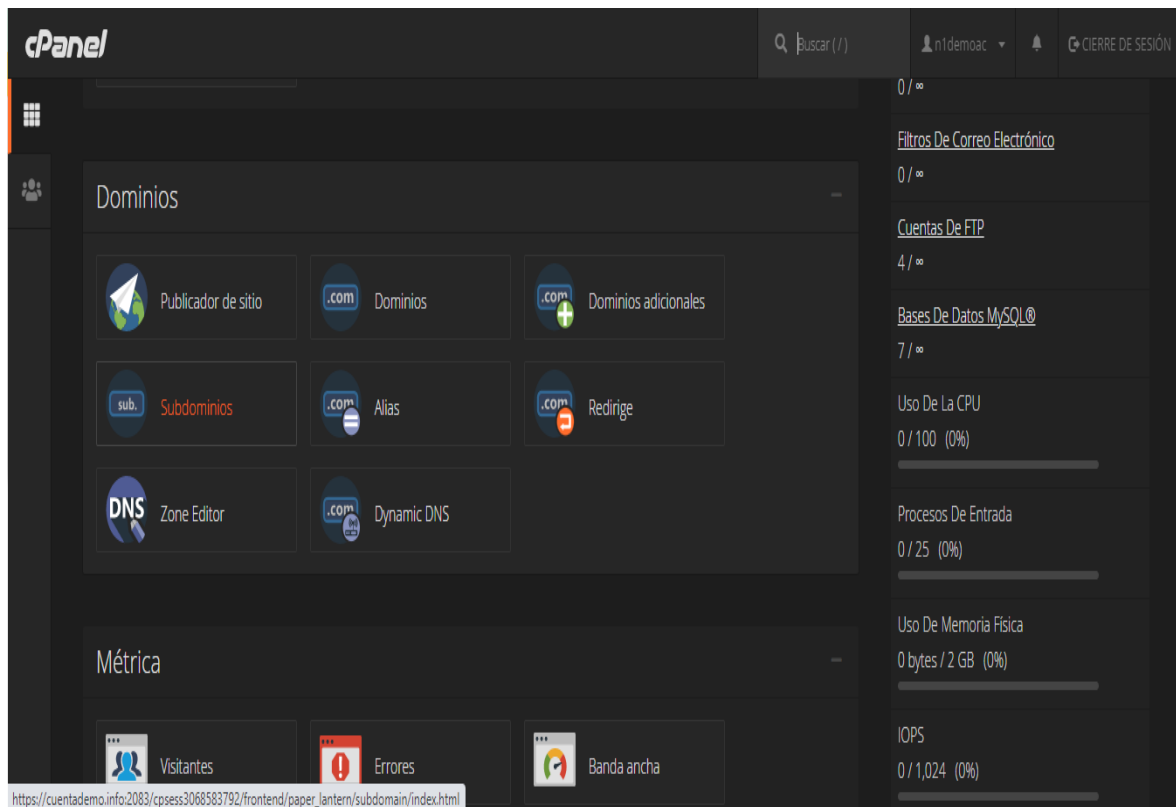 cPanel
Buscar ( / )
n1demoac
CIERRE DE SESIÓN
Dominios
Publicador de sitio
.com
Dominios
.com
Dominios adicionales
sub.
Subdominios
.com
Alias
.com
Redirige
DNS
Zone Editor
.com
Dynamic DNS
Métrica
Visitantes
Errores
Banda ancha
0 / ∞
Filtros De Correo Electrónico
0 / ∞
Cuentas De FTP
4 / ∞
Bases De Datos MySQL®
7 / ∞
Uso De La CPU
0 / 100 (0%)
Procesos De Entrada
0 / 25 (0%)
Uso De Memoria Física
0 bytes / 2 GB (0%)
IOPS
0 / 1,024 (0%)
https://cuentademo.info:2083/cpsess3068583792/frontend/paper_lantern/subdomain/index.html